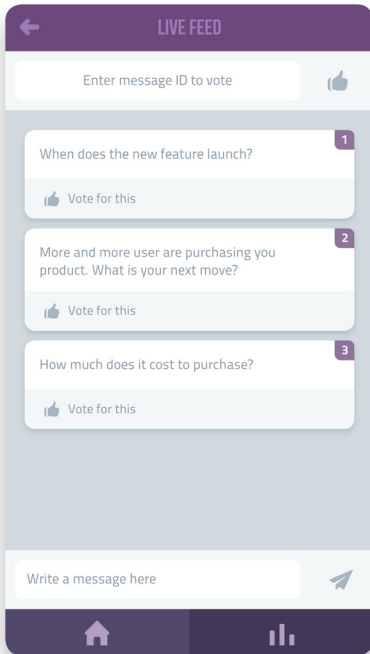 LIVE FEED
Enter message ID to vote
1
When does the new feature launch?
Vote for this
2
More and more user are purchasing you
product. What is your next move?
Vote for this
3
How much does it cost to purchase?
Vote for this
Write a message here